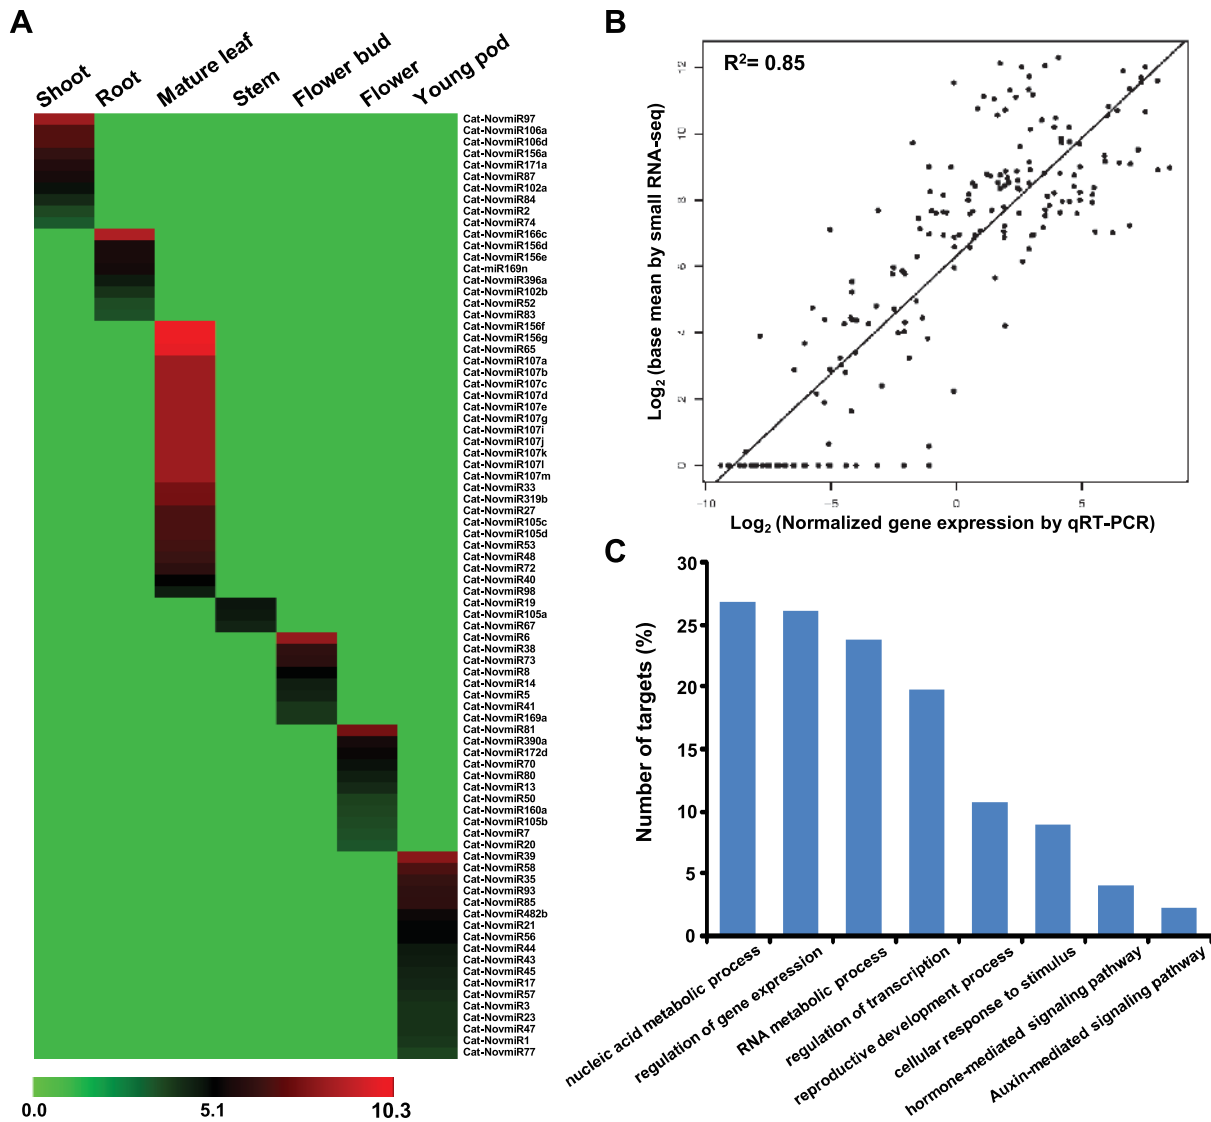 A
Shoot
Root
Mature leaf
Stem
Flower bud
Flower
Young pod
Cat-NovmiR97
Cat-NovmiR106a
Cat-NovmiR106d
Cat-NovmiR156a
Cat-NovmiR171a
Cat-NovmiR87
Cat-NovmiR102a
Cat-NovmiR84
Cat-NovmiR2
Cat-NovmiR74
Cat-NovmiR166c
Cat-NovmiR156d
Cat-NovmiR156e
Cat-miR169n
Cat-NovmiR396a
Cat-NovmiR102b
Cat-NovmiR52
Cat-NovmiR83
Cat-NovmiR156f
Cat-NovmiR156g
Cat-NovmiR65
Cat-NovmiR107a
Cat-NovmiR107b
Cat-NovmiR107c
Cat-NovmiR107d
Cat-NovmiR107e
Cat-NovmiR107g
Cat-NovmiR107i
Cat-NovmiR107j
Cat-NovmiR107k
Cat-NovmiR107l
Cat-NovmiR107m
Cat-NovmiR33
Cat-NovmiR319b
Cat-NovmiR27
Cat-NovmiR105c
Cat-NovmiR105d
Cat-NovmiR53
Cat-NovmiR48
Cat-NovmiR72
Cat-NovmiR40
Cat-NovmiR98
Cat-NovmiR19
Cat-NovmiR105a
Cat-NovmiR67
Cat-NovmiR6
Cat-NovmiR38
Cat-NovmiR73
Cat-NovmiR8
Cat-NovmiR14
Cat-NovmiR5
Cat-NovmiR41
Cat-NovmiR169a
Cat-NovmiR81
Cat-NovmiR390a
Cat-NovmiR172d
Cat-NovmiR70
Cat-NovmiR80
Cat-NovmiR13
Cat-NovmiR50
Cat-NovmiR160a
Cat-NovmiR105b
Cat-NovmiR7
Cat-NovmiR20
Cat-NovmiR39
Cat-NovmiR58
Cat-NovmiR35
Cat-NovmiR93
Cat-NovmiR85
Cat-NovmiR482b
Cat-NovmiR21
Cat-NovmiR56
Cat-NovmiR44
Cat-NovmiR43
Cat-NovmiR45
Cat-NovmiR17
Cat-NovmiR57
Cat-NovmiR3
Cat-NovmiR23
Cat-NovmiR47
Cat-NovmiR1
Cat-NovmiR77
0.0
5.1
10.3
B
R²= 0.85
Log₂ (base mean by small RNA-seq)
12
10
8
6
4
2
0
-10
-5
0
5
Log₂ (Normalized gene expression by qRT-PCR)
C
Number of targets (%)
30
25
20
15
10
5
0
nucleic acid metabolic process
regulation of gene expression
RNA metabolic process
regulation of transcription
reproductive development process
cellular response to stimulus
hormone-mediated signaling pathway
Auxin-mediated signaling pathway